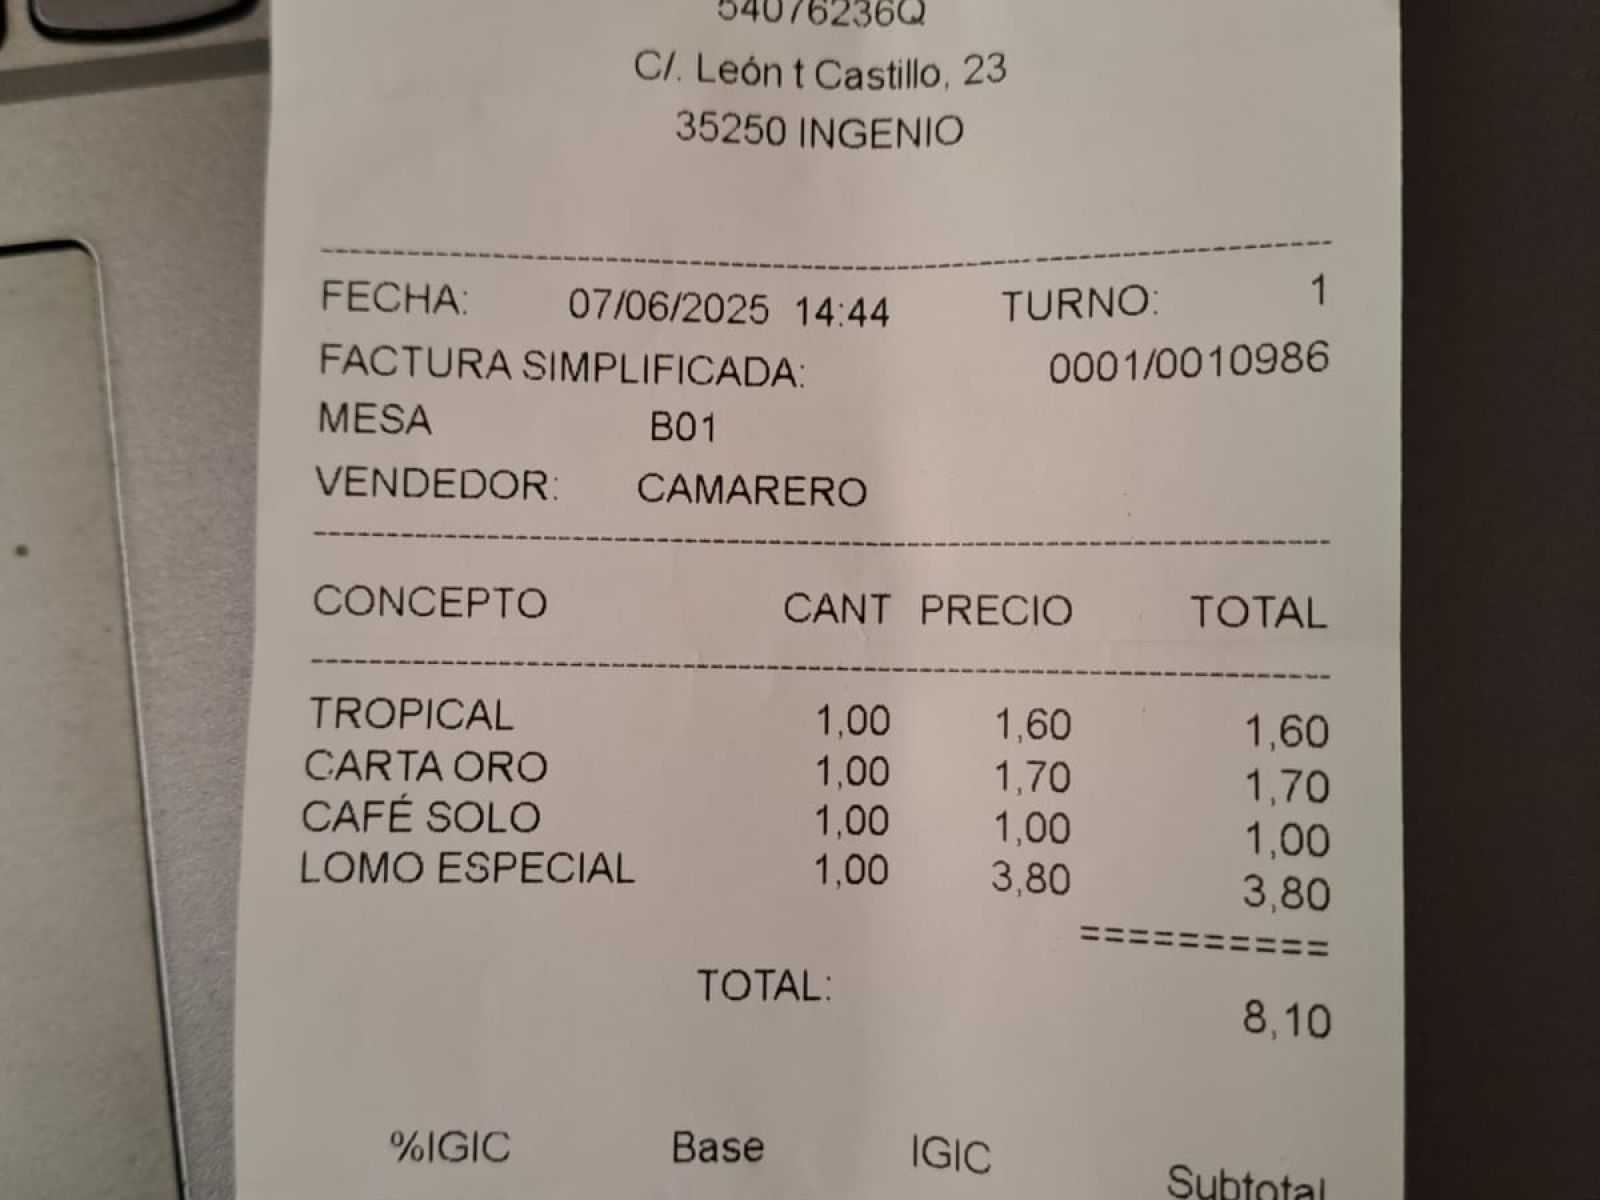 54076236Q
C/. León t Castillo, 23
35250 INGENIO
FECHA: 07/06/2025 14:44 TURNO: 1
FACTURA SIMPLIFICADA: 0001/0010986
MESA B01
VENDEDOR: CAMARERO
CONCEPTO CANT PRECIO TOTAL
TROPICAL 1,00 1,60 1,60
CARTA ORO 1,00 1,70 1,70
CAFÉ SOLO 1,00 1,00 1,00
LOMO ESPECIAL 1,00 3,80 3,80
==========
TOTAL: 8,10
%IGIC Base IGIC Subtotal